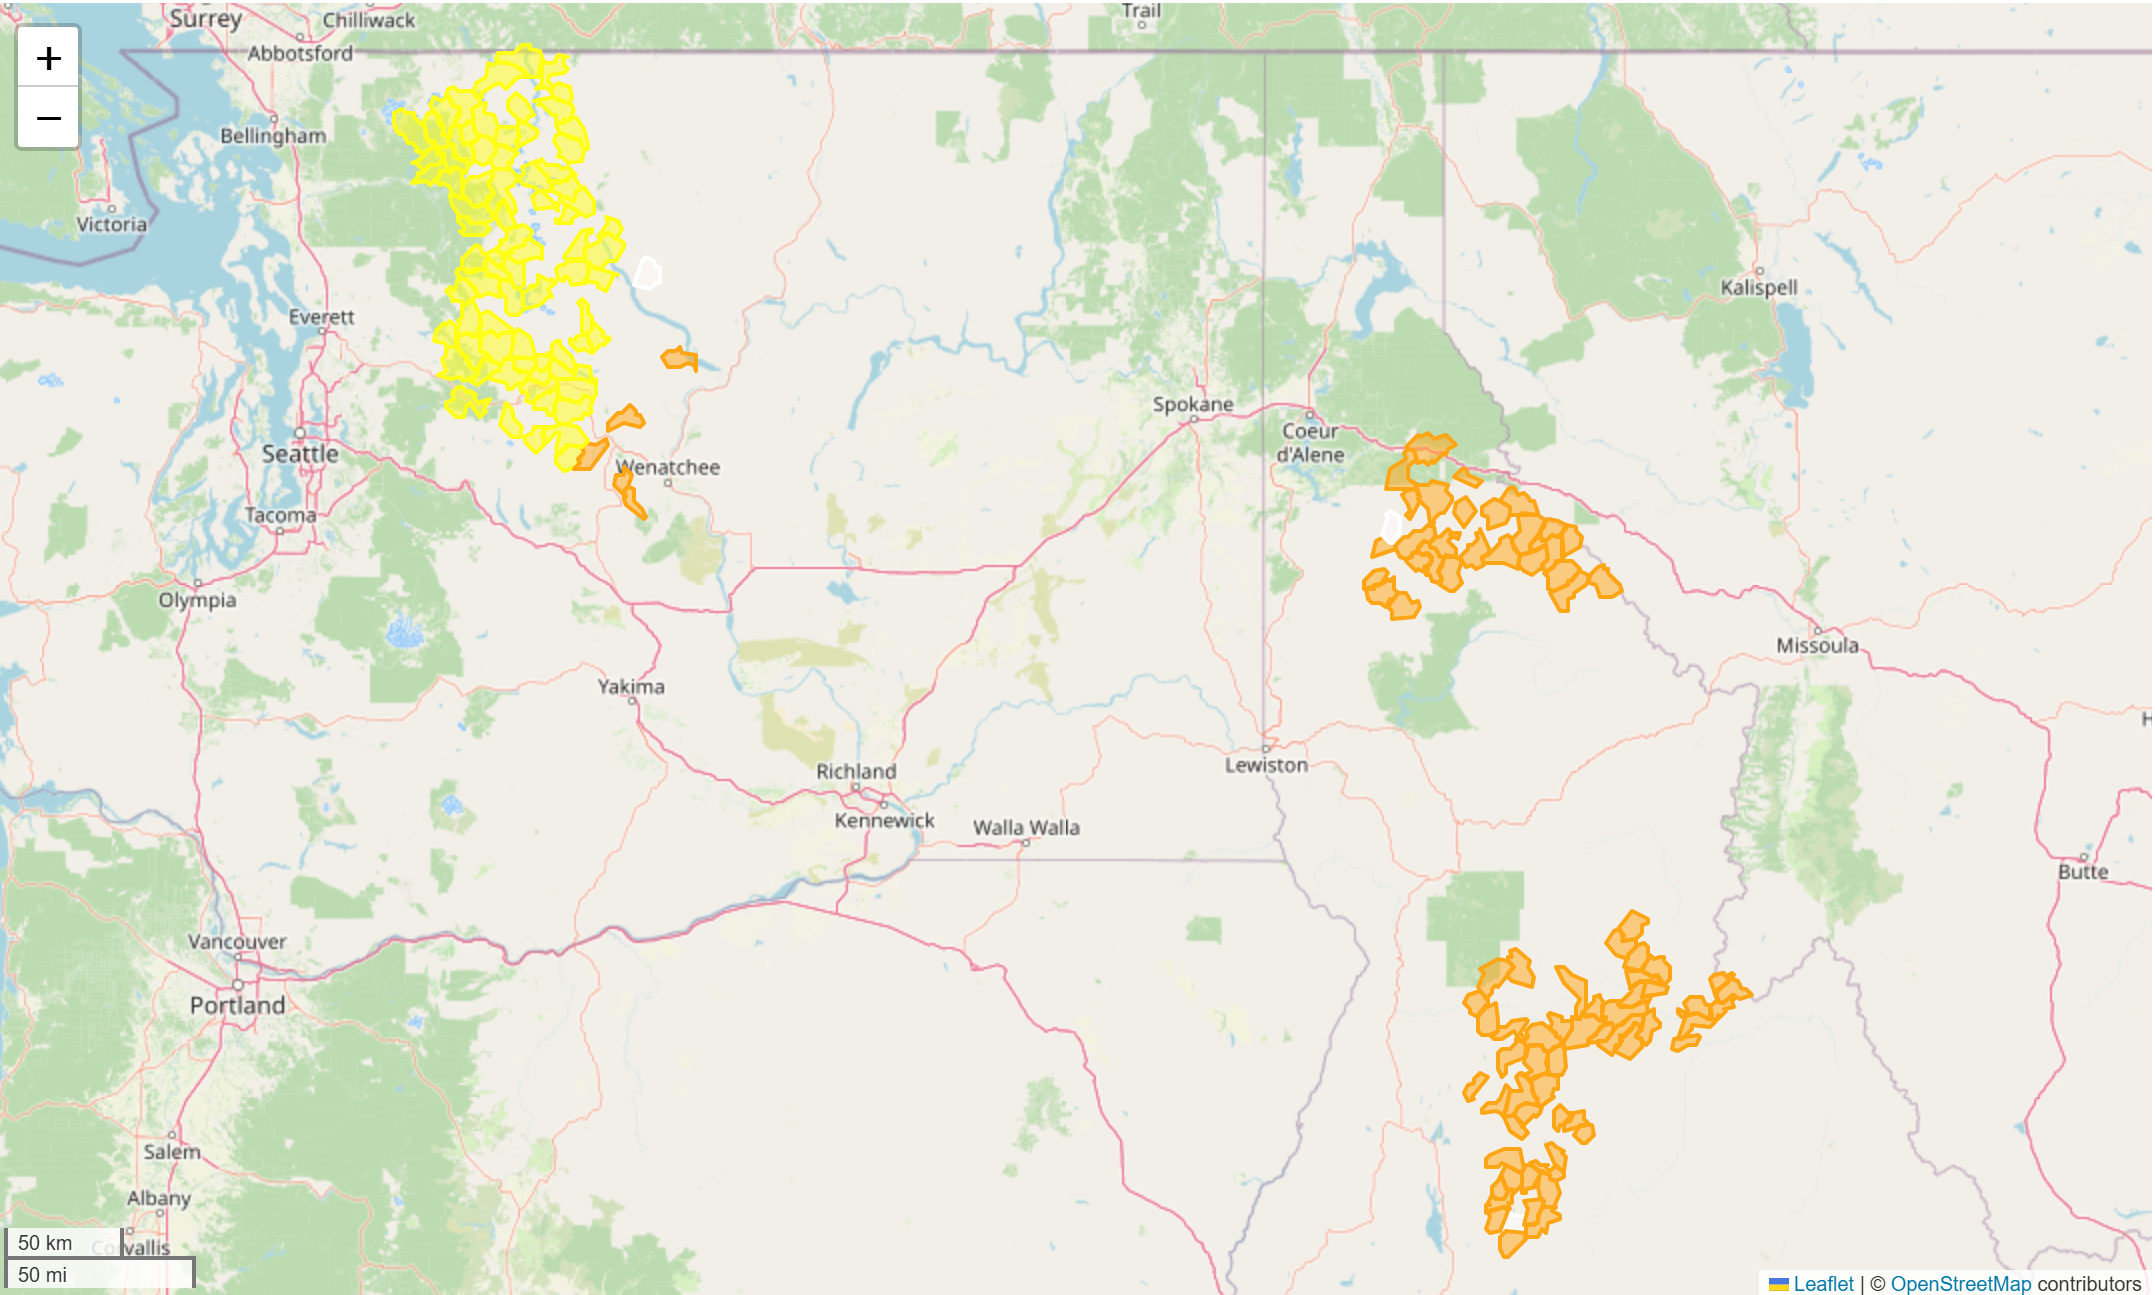 Surrey
Chilliwack
Trail
+
Abbotsford
−
Bellingham
Victoria
Kalispell
Everett
Spokane
Coeur
d'Alene
Seattle
Wenatchee
Tacoma
Olympia
Missoula
Yakima
H
Lewiston
Richland
Kennewick
Walla Walla
Butte
Vancouver
Portland
Salem
Albany
50 km
Corvallis
50 mi
Leaflet | © OpenStreetMap contributors